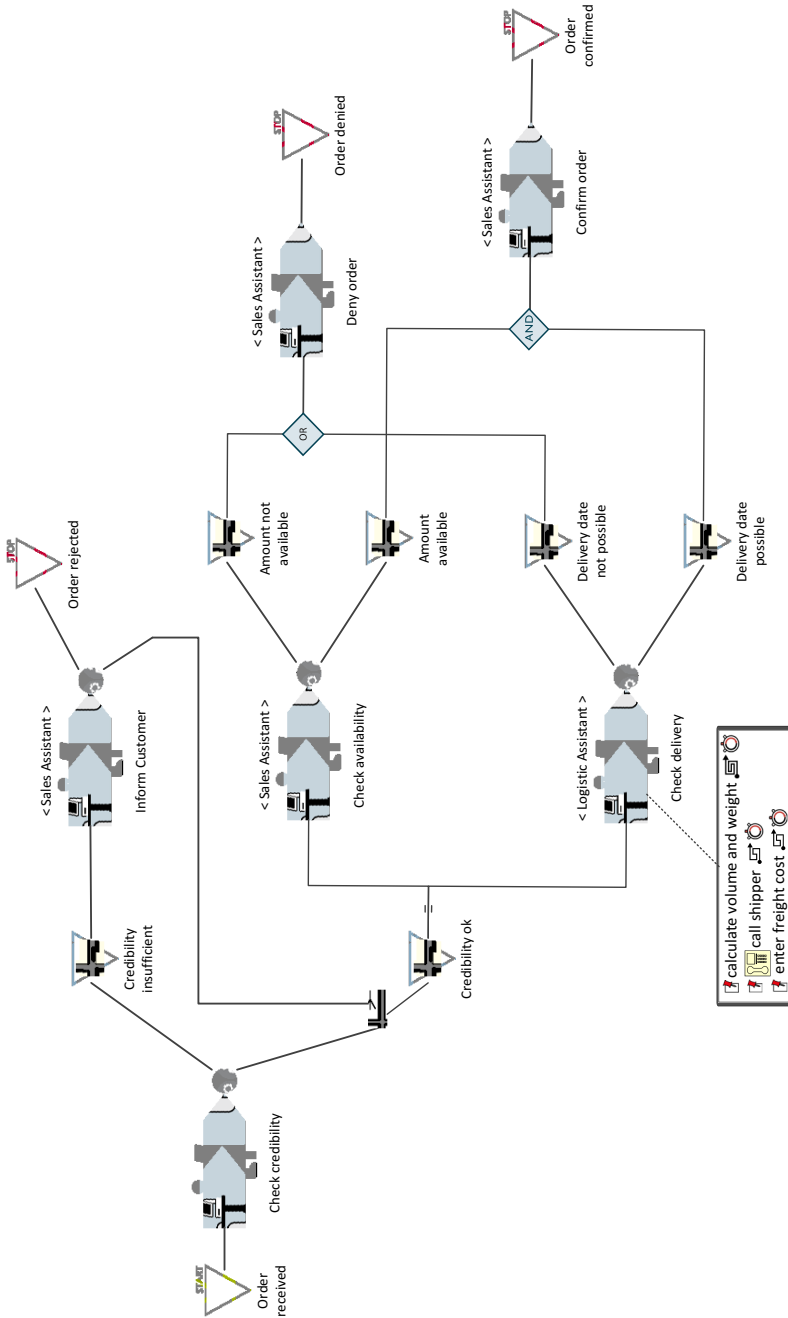 START
Order
received
Check credibility
Credibility
insufficient
< Sales Assistant >
Inform Customer
STOP
Order rejected
Credibility ok
< Sales Assistant >
Check availability
Amount not
available
Amount
available
OR
< Sales Assistant >
Deny order
STOP
Order denied
< Logistic Assistant >
Check delivery
Delivery date
not possible
Delivery date
possible
AND
< Sales Assistant >
Confirm order
STOP
Order
confirmed
calculate volume and weight
call shipper
enter freight cost